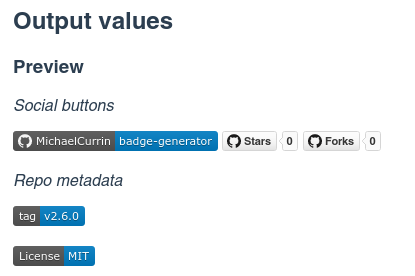 Output values
Preview
Social buttons
MichaelCurrin badge-generator Stars 0 Forks 0
Repo metadata
tag v2.6.0
License MIT